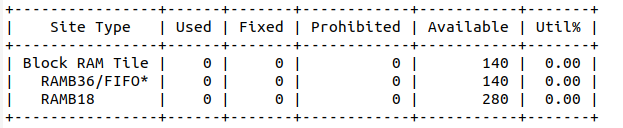 +----------------+------+-------+------------+-----------+-------+
|    Site Type   | Used | Fixed | Prohibited | Available | Util% |
+----------------+------+-------+------------+-----------+-------+
| Block RAM Tile |    0 |     0 |          0 |       140 |  0.00 |
|   RAMB36/FIFO* |    0 |     0 |          0 |       140 |  0.00 |
|   RAMB18       |    0 |     0 |          0 |       280 |  0.00 |
+----------------+------+-------+------------+-----------+-------+